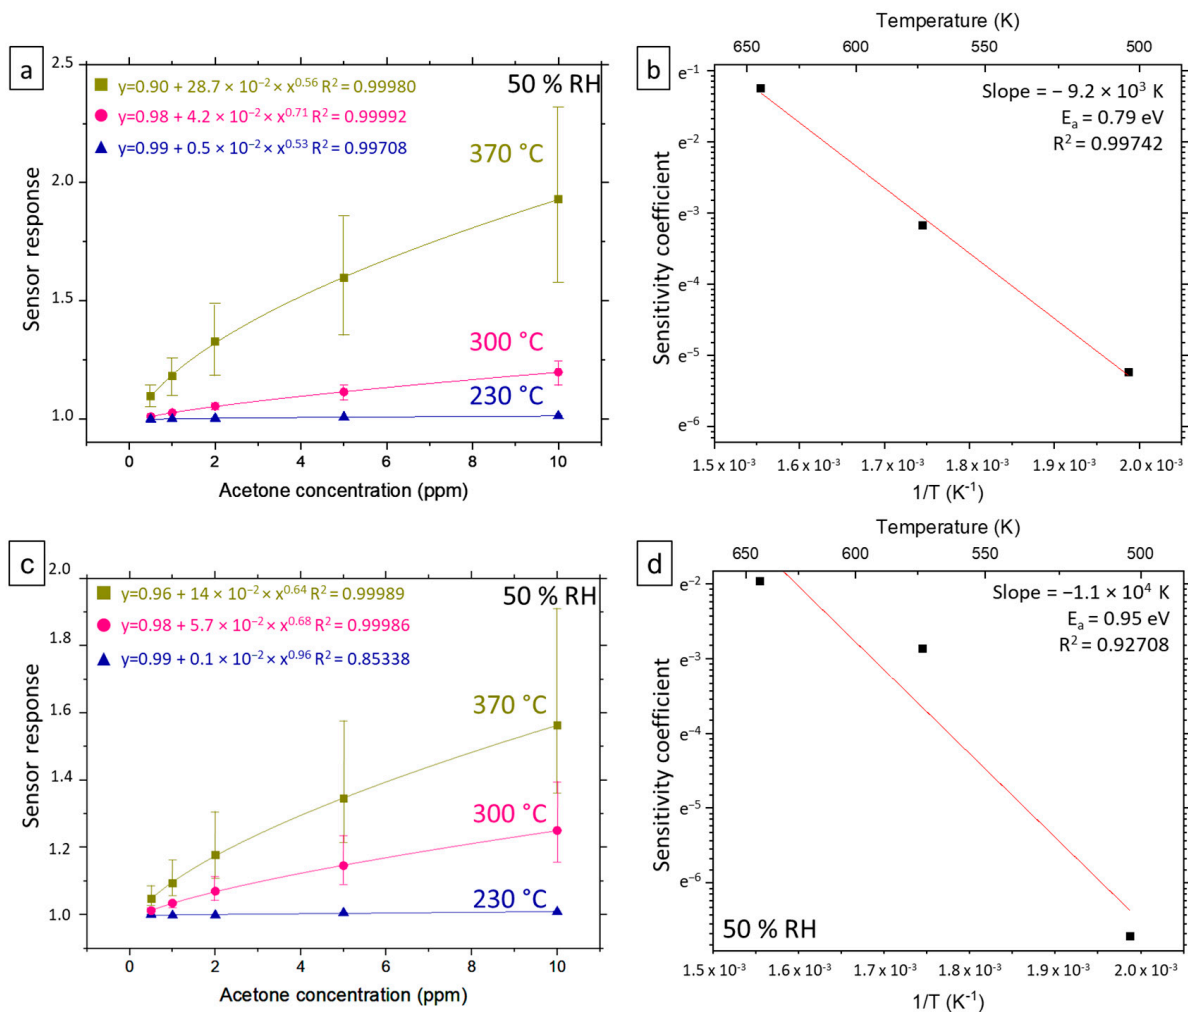 a
2.5
2.0
1.5
1.0
Sensor response
y=0.90 + 28.7 × 10⁻² × x⁰·⁵⁶ R² = 0.99980
y=0.98 + 4.2 × 10⁻² × x⁰·⁷¹ R² = 0.99992
y=0.99 + 0.5 × 10⁻² × x⁰·⁵³ R² = 0.99708
50 % RH
370 °C
300 °C
230 °C
0 2 4 6 8 10
Acetone concentration (ppm)
b
Temperature (K)
650 600 550 500
e⁻¹
e⁻²
e⁻³
e⁻⁴
e⁻⁵
e⁻⁶
Sensitivity coefficient
Slope = − 9.2 × 10³ K
Eₐ = 0.79 eV
R² = 0.99742
1.5 x 10⁻³ 1.6 x 10⁻³ 1.7 x 10⁻³ 1.8 x 10⁻³ 1.9 x 10⁻³ 2.0 x 10⁻³
1/T (K⁻¹)
c
2.0
1.8
1.6
1.4
1.2
1.0
Sensor response
y=0.96 + 14 × 10⁻² × x⁰·⁶⁴ R² = 0.99989
y=0.98 + 5.7 × 10⁻² × x⁰·⁶⁸ R² = 0.99986
y=0.99 + 0.1 × 10⁻² × x⁰·⁹⁶ R² = 0.85338
50 % RH
370 °C
300 °C
230 °C
0 2 4 6 8 10
Acetone concentration (ppm)
d
Temperature (K)
650 600 550 500
e⁻²
e⁻³
e⁻⁴
e⁻⁵
e⁻⁶
Sensitivity coefficient
Slope = −1.1 × 10⁴ K
Eₐ = 0.95 eV
R² = 0.92708
50 % RH
1.5 x 10⁻³ 1.6 x 10⁻³ 1.7 x 10⁻³ 1.8 x 10⁻³ 1.9 x 10⁻³ 2.0 x 10⁻³
1/T (K⁻¹)